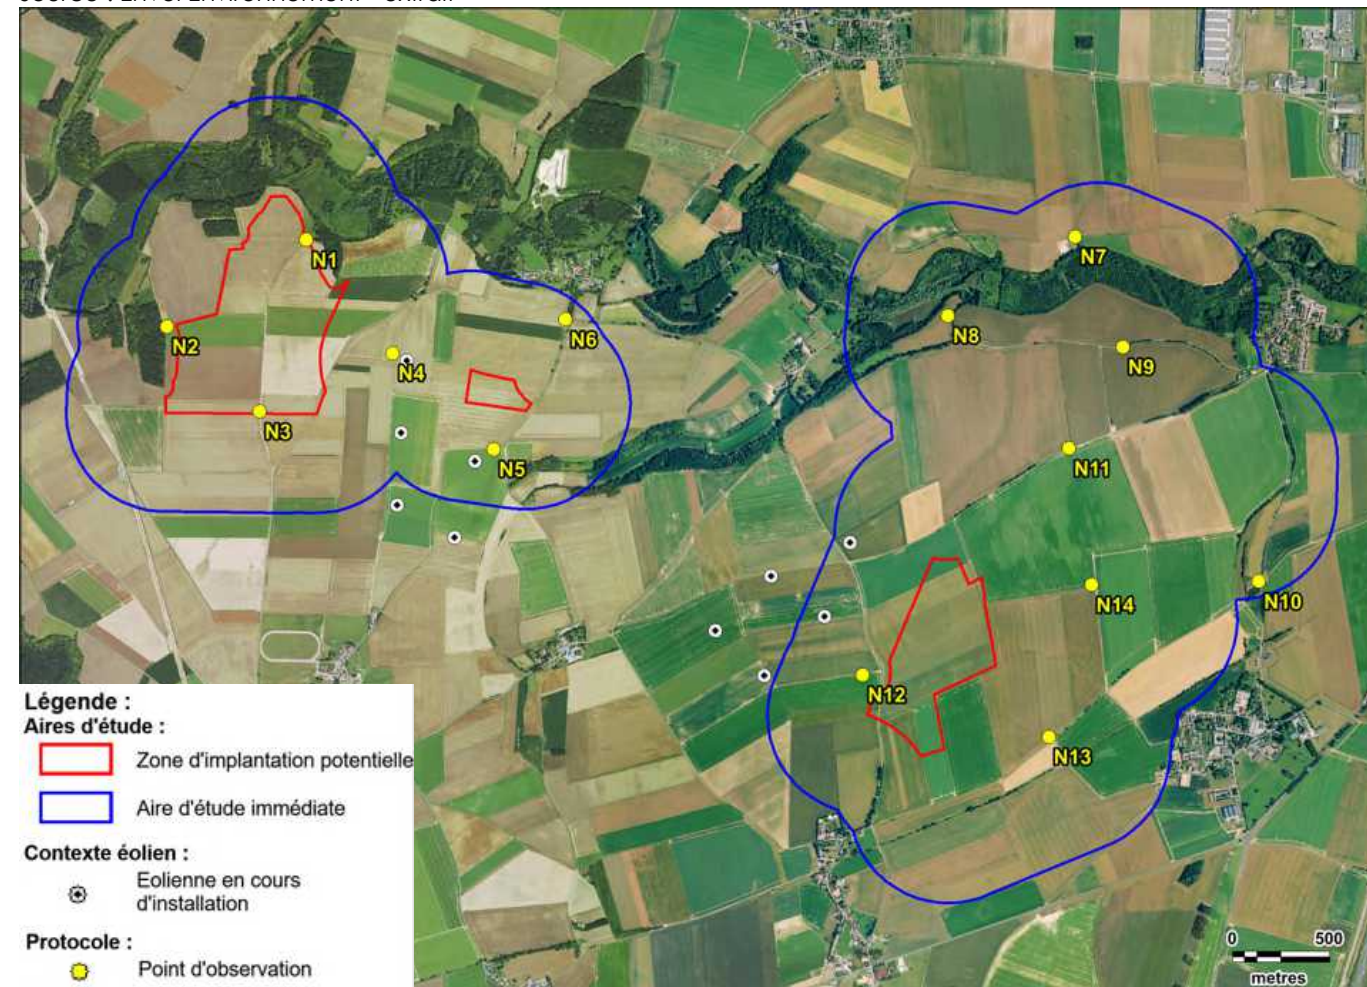 N1
N2
N6
N4
N3
N5
N7
N8
N9
N11
N14
N10
N12
N13
Légende :
Aires d'étude :
Zone d'implantation potentielle
Aire d'étude immédiate
Contexte éolien :
Eolienne en cours
d'installation
Protocole :
Point d'observation
0 500
metres